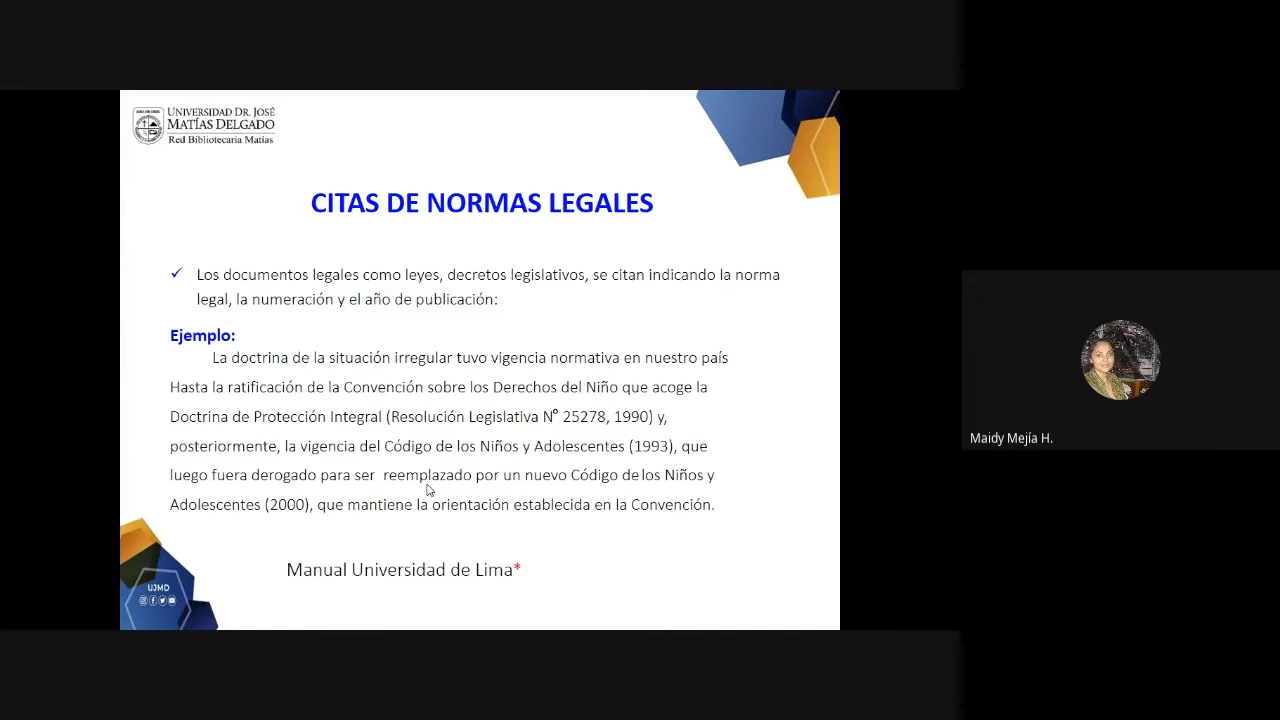 UNIVERSIDAD DR. JOSÉ
MATÍAS DELGADO
Red Bibliotecaria Matías
CITAS DE NORMAS LEGALES
✓ Los documentos legales como leyes, decretos legislativos, se citan indicando la norma
legal, la numeración y el año de publicación:
Ejemplo:
La doctrina de la situación irregular tuvo vigencia normativa en nuestro país
Hasta la ratificación de la Convención sobre los Derechos del Niño que acoge la
Doctrina de Protección Integral (Resolución Legislativa Nº 25278, 1990) y,
posteriormente, la vigencia del Código de los Niños y Adolescentes (1993), que
luego fuera derogado para ser reemplazado por un nuevo Código de los Niños y
Adolescentes (2000), que mantiene la orientación establecida en la Convención.
Manual Universidad de Lima*
UJMD
Maidy Mejía H.